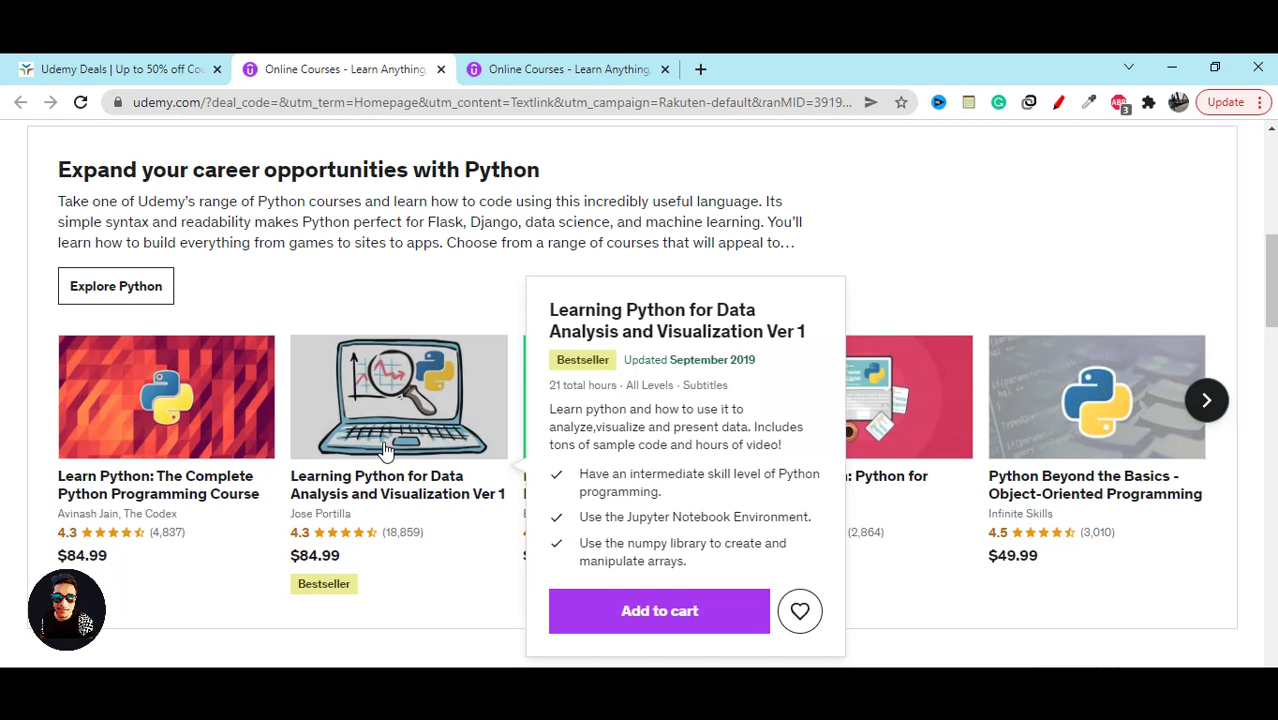 Udemy Deals | Up to 50% off Co
Online Courses - Learn Anything,
Online Courses - Learn Anything,
udemy.com/?deal_code=&utm_term=Homepage&utm_content=Textlink&utm_campaign=Rakuten-default&ranMID=3919...
ABP
3
Update
Expand your career opportunities with Python
Take one of Udemy's range of Python courses and learn how to code using this incredibly useful language. Its
simple syntax and readability makes Python perfect for Flask, Django, data science, and machine learning. You'll
learn how to build everything from games to sites to apps. Choose from a range of courses that will appeal to…
Explore Python
Learn Python: The Complete
Python Programming Course
Avinash Jain, The Codex
4.3 (4,837)
$84.99
Learning Python for Data
Analysis and Visualization Ver 1
Jose Portilla
4.3 (18,859)
$84.99
Bestseller
Learning Python for Data
Analysis and Visualization Ver 1
Bestseller Updated September 2019
21 total hours · All Levels · Subtitles
Learn python and how to use it to
analyze,visualize and present data. Includes
tons of sample code and hours of video!
Have an intermediate skill level of Python
programming.
Use the Jupyter Notebook Environment.
Use the numpy library to create and
manipulate arrays.
Add to cart
: Python for
(2,864)
Python Beyond the Basics -
Object-Oriented Programming
Infinite Skills
4.5 (3,010)
$49.99